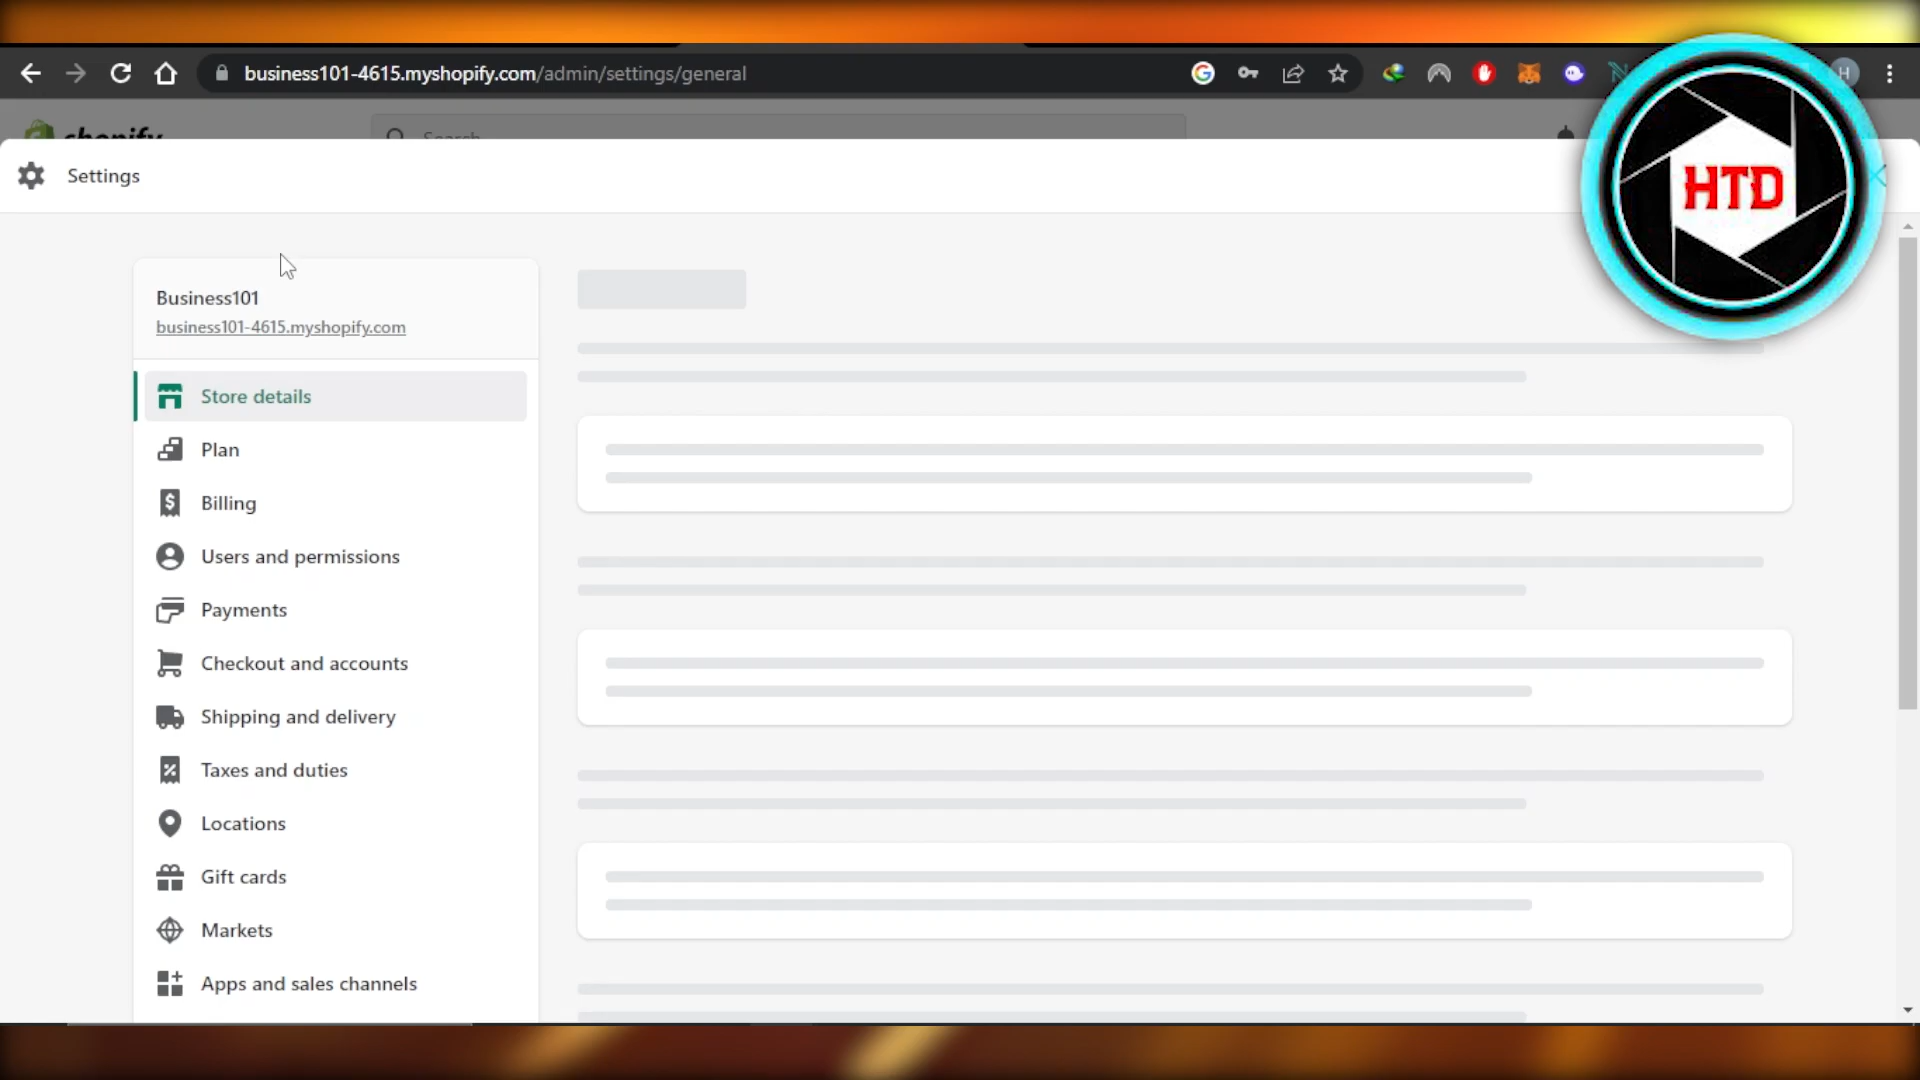 business101-4615.myshopify.com/admin/settings/general
H
shopify
Search
HTD
Settings
Business101
business101-4615.myshopify.com
Store details
Plan
Billing
Users and permissions
Payments
Checkout and accounts
Shipping and delivery
Taxes and duties
Locations
Gift cards
Markets
Apps and sales channels